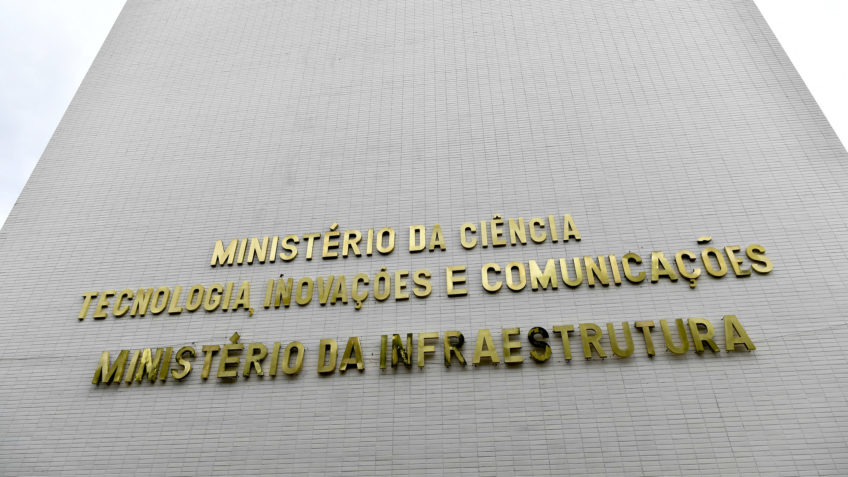 MINISTÉRIO DA CIÊNCIA
TECNOLOGIA, INOVAÇÕES E COMUNICAÇÕES
MINISTÉRIO DA INFRAESTRUTURA